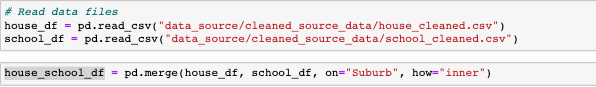 # Read data files
house_df = pd.read_csv("data_source/cleaned_source_data/house_cleaned.csv")
school_df = pd.read_csv("data_source/cleaned_source_data/school_cleaned.csv")
house_school_df = pd.merge(house_df, school_df, on="Suburb", how="inner")